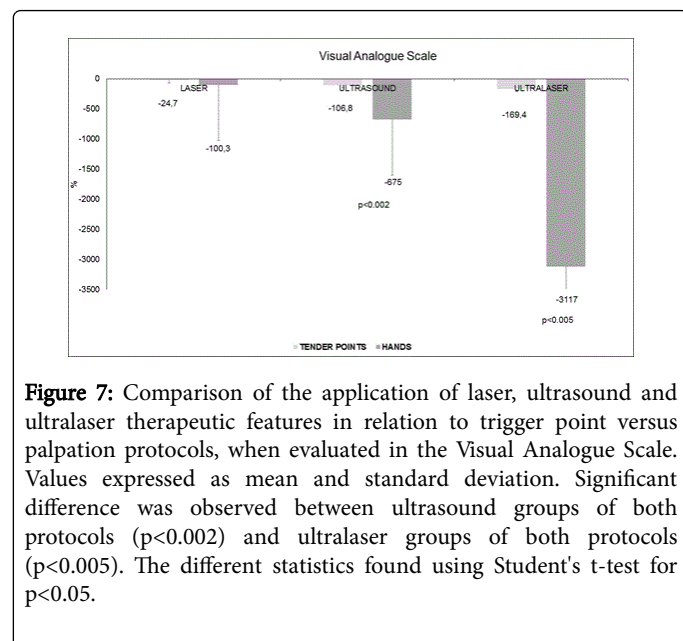 Visual Analogue Scale
0
LASER
ULTRASOUND
ULTRALASER
-24,7
-106,8
-169,4
-500
-100,3
-1000
-1500
-675
%
-2000
p<0.002
-2500
-3000
-3117
-3500
p<0.005
TENDER POINTS HANDS
Figure 7: Comparison of the application of laser, ultrasound and
ultralaser therapeutic features in relation to trigger point versus
palpation protocols, when evaluated in the Visual Analogue Scale.
Values expressed as mean and standard deviation. Significant
difference was observed between ultrasound groups of both
protocols (p<0.002) and ultralaser groups of both protocols
(p<0.005). The different statistics found using Student's t-test for
p<0.05.